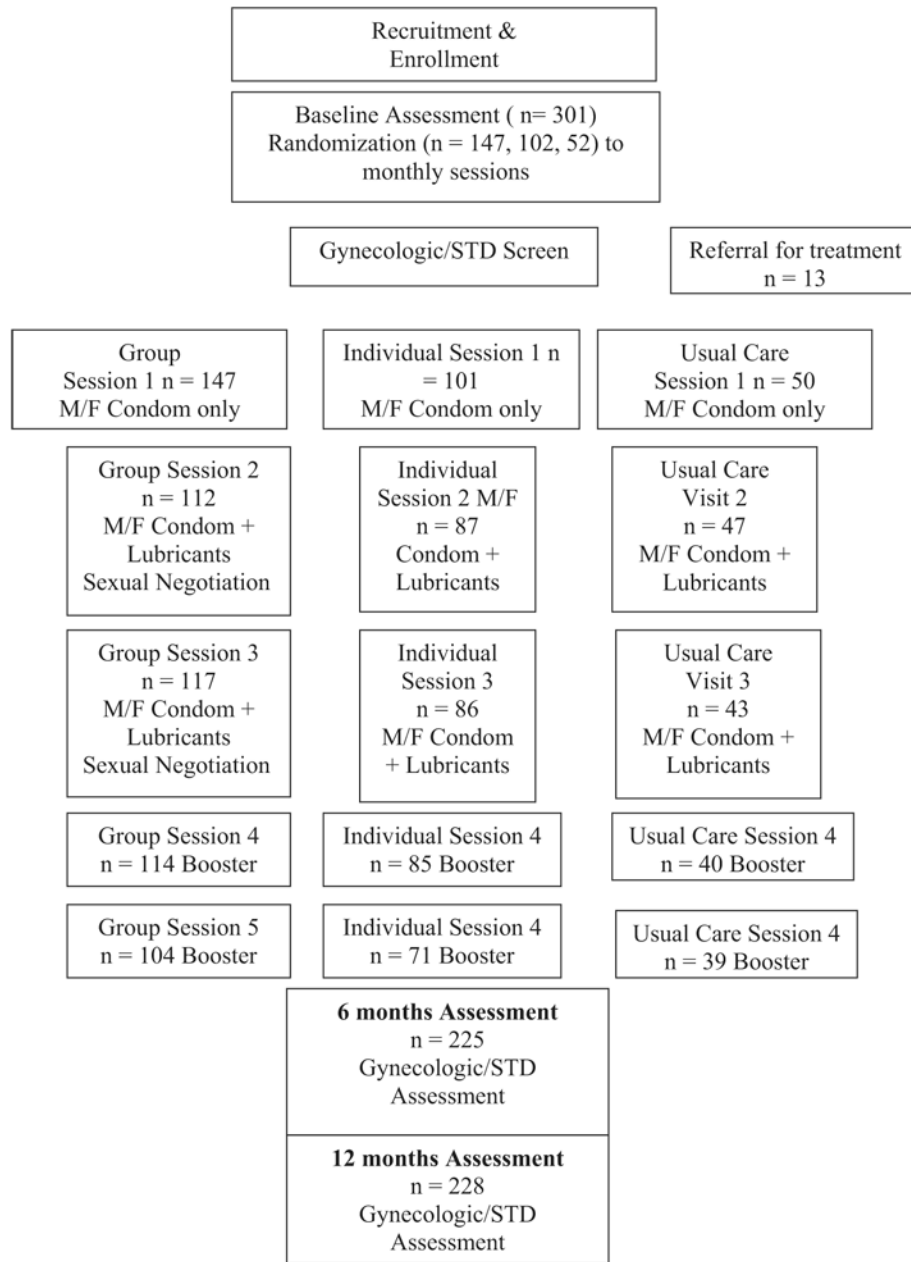 Recruitment &
Enrollment
Baseline Assessment ( n= 301)
Randomization (n = 147, 102, 52) to
monthly sessions
Gynecologic/STD Screen
Referral for treatment
n = 13
Group
Session 1 n = 147
M/F Condom only
Individual Session 1 n
= 101
M/F Condom only
Usual Care
Session 1 n = 50
M/F Condom only
Group Session 2
n = 112
M/F Condom +
Lubricants
Sexual Negotiation
Individual
Session 2 M/F
n = 87
Condom +
Lubricants
Usual Care
Visit 2
n = 47
M/F Condom +
Lubricants
Group Session 3
n = 117
M/F Condom +
Lubricants
Sexual Negotiation
Individual
Session 3
n = 86
M/F Condom
+ Lubricants
Usual Care
Visit 3
n = 43
M/F Condom +
Lubricants
Group Session 4
n = 114 Booster
Individual Session 4
n = 85 Booster
Usual Care Session 4
n = 40 Booster
Group Session 5
n = 104 Booster
Individual Session 4
n = 71 Booster
Usual Care Session 4
n = 39 Booster
6 months Assessment
n = 225
Gynecologic/STD
Assessment
12 months Assessment
n = 228
Gynecologic/STD
Assessment